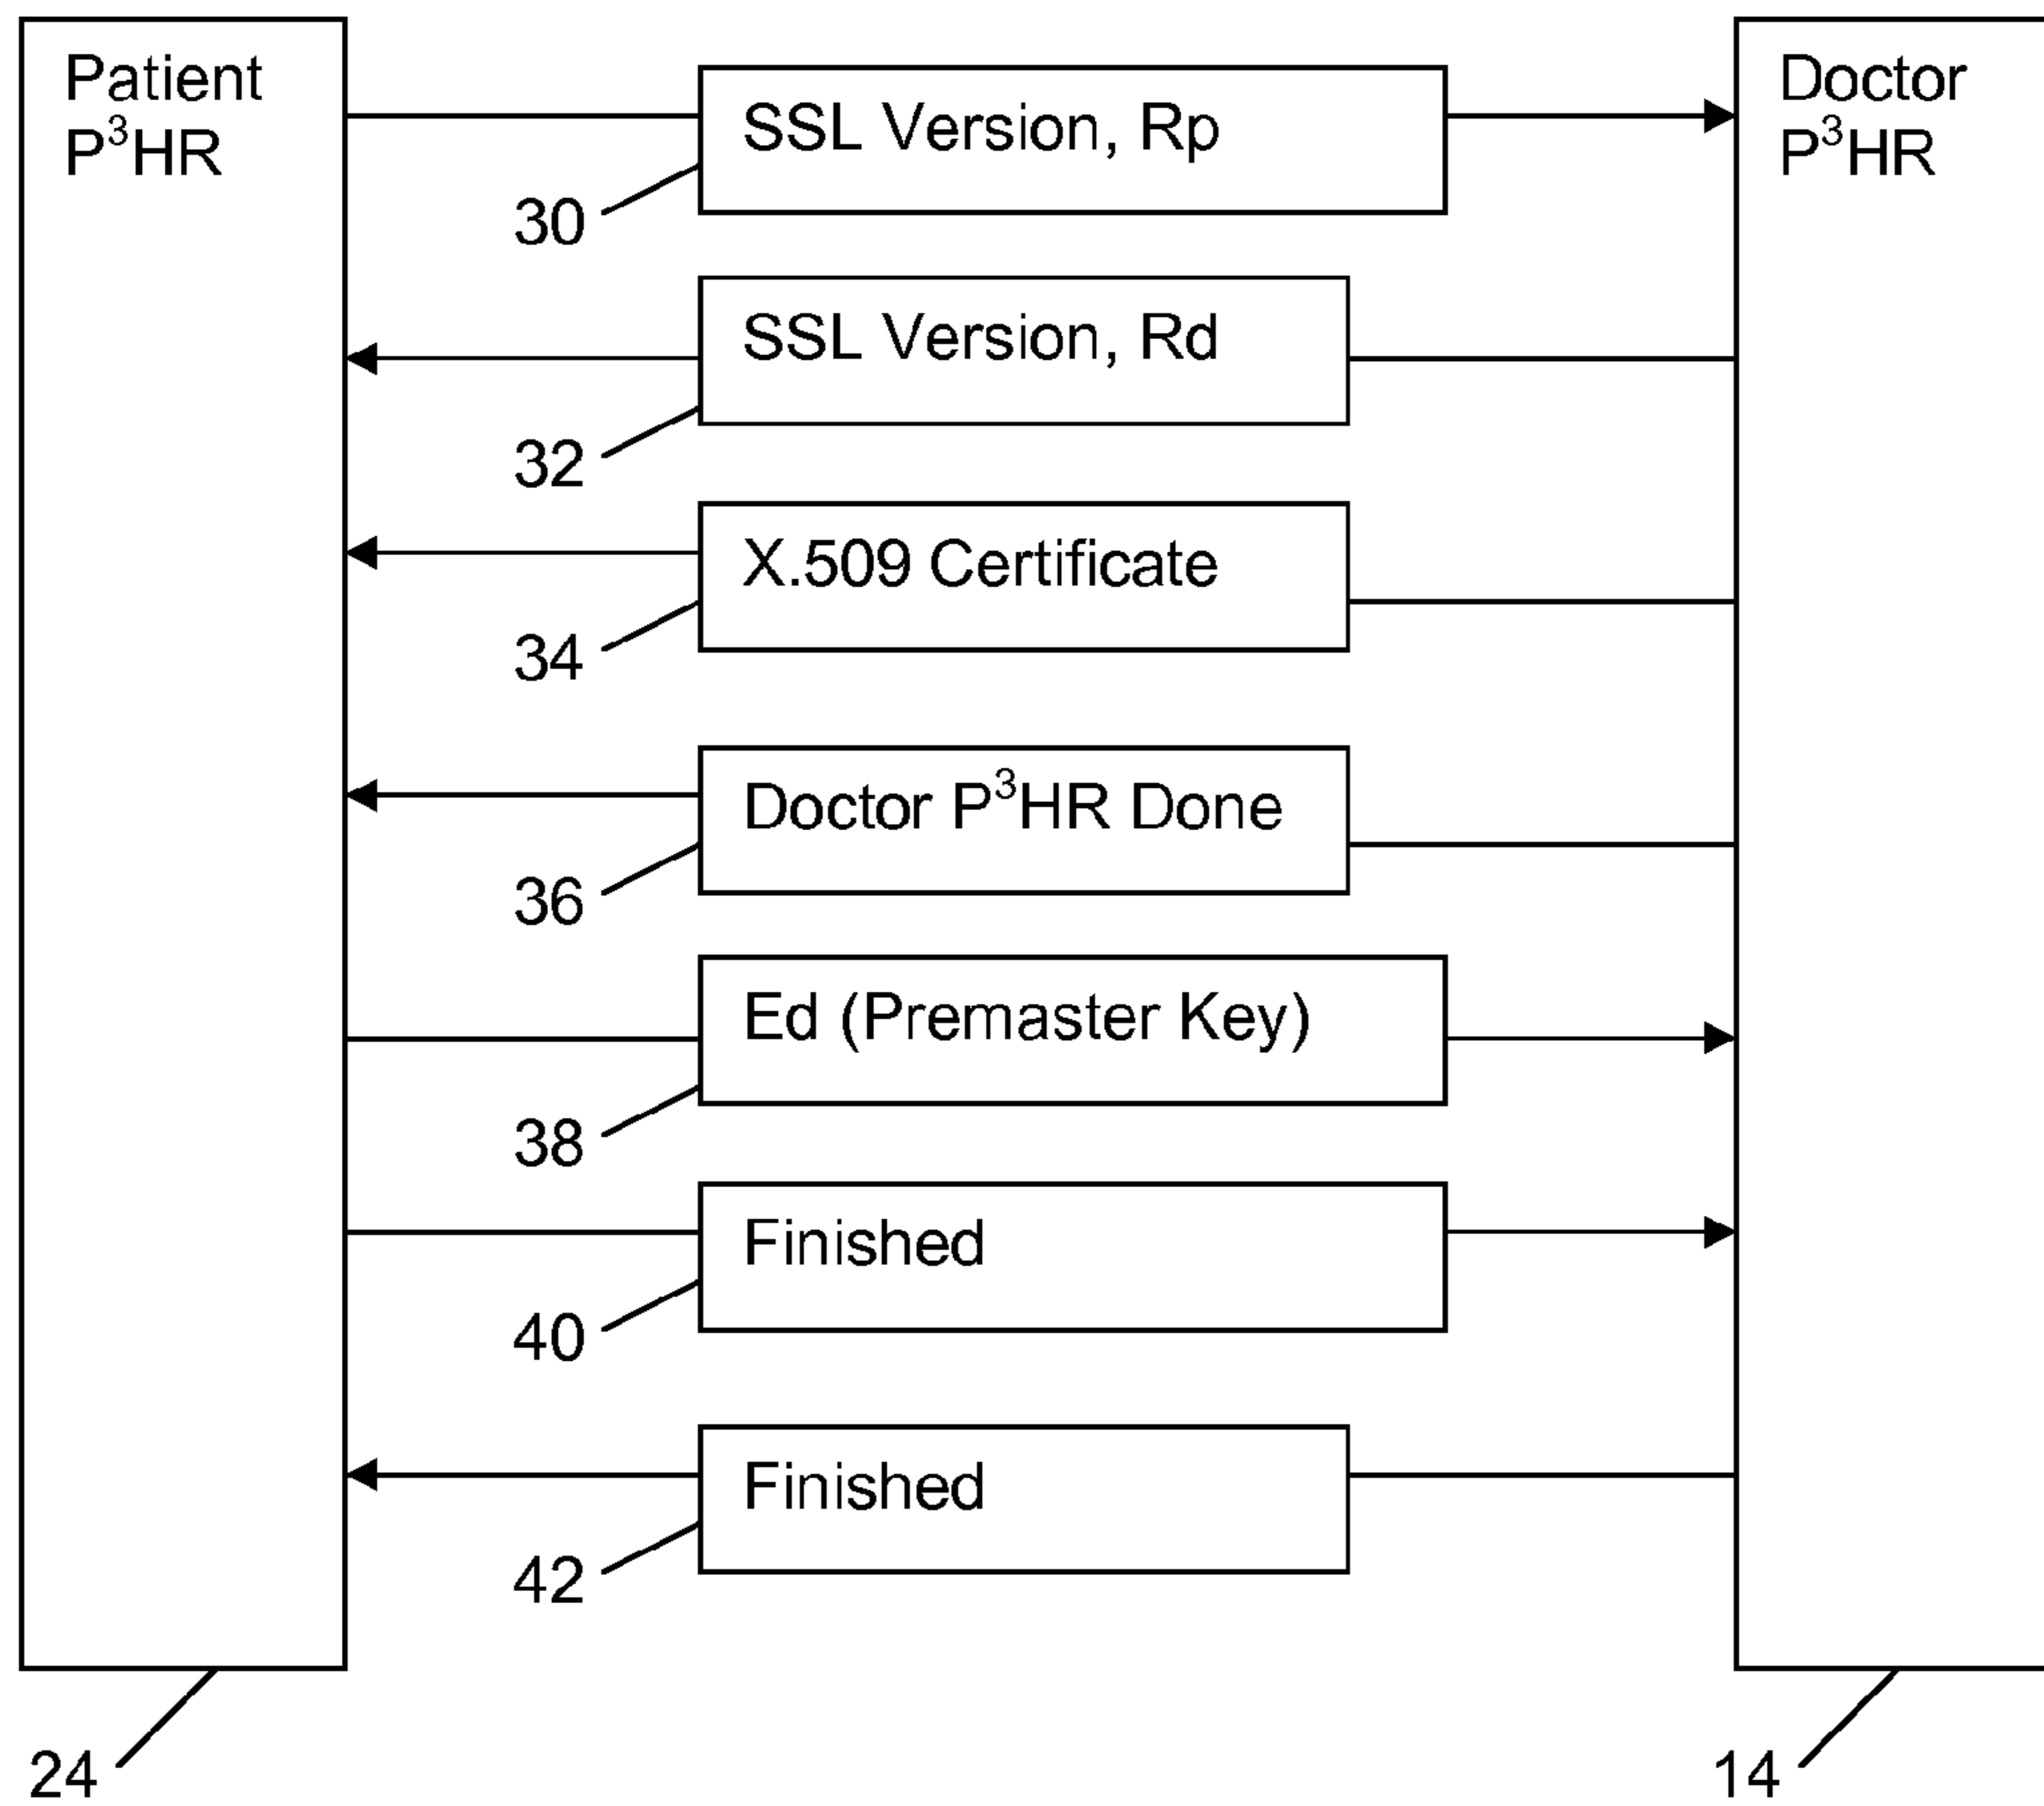 Patient
P³HR
Doctor
P³HR
SSL Version, Rp
30
SSL Version, Rd
32
X.509 Certificate
34
Doctor P³HR Done
36
Ed (Premaster Key)
38
Finished
40
Finished
42
24
14